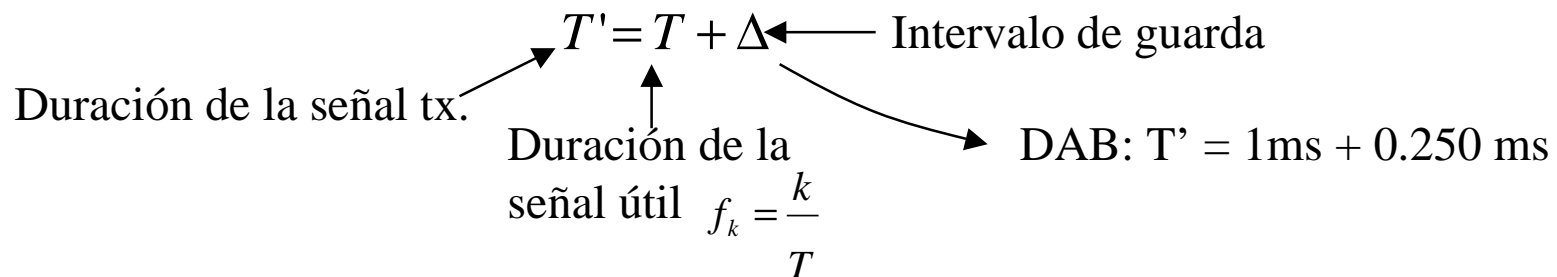 T' = T + Δ
Intervalo de guarda
Duración de la señal tx.
Duración de la
señal útil
f_k = k/T
DAB: T’ = 1ms + 0.250 ms